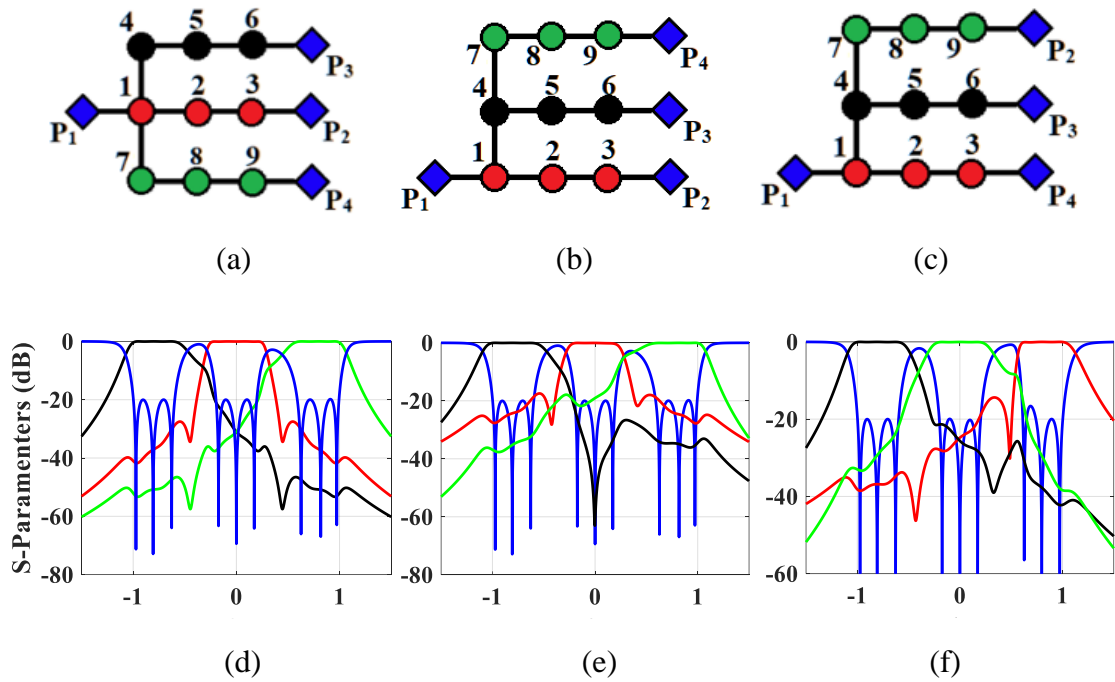 4 5 6
P₃
1 2 3
P₁ P₂
7 8 9
P₄
(a)
7 8 9
P₄
4 5 6
P₃
1 2 3
P₁ P₂
(b)
7 8 9
P₂
4 5 6
P₃
1 2 3
P₁ P₄
(c)
S-Paramenters (dB)
0
-20
-40
-60
-80
-1 0 1
(d)
0
-20
-40
-60
-80
-1 0 1
(e)
0
-20
-40
-60
-1 0 1
(f)